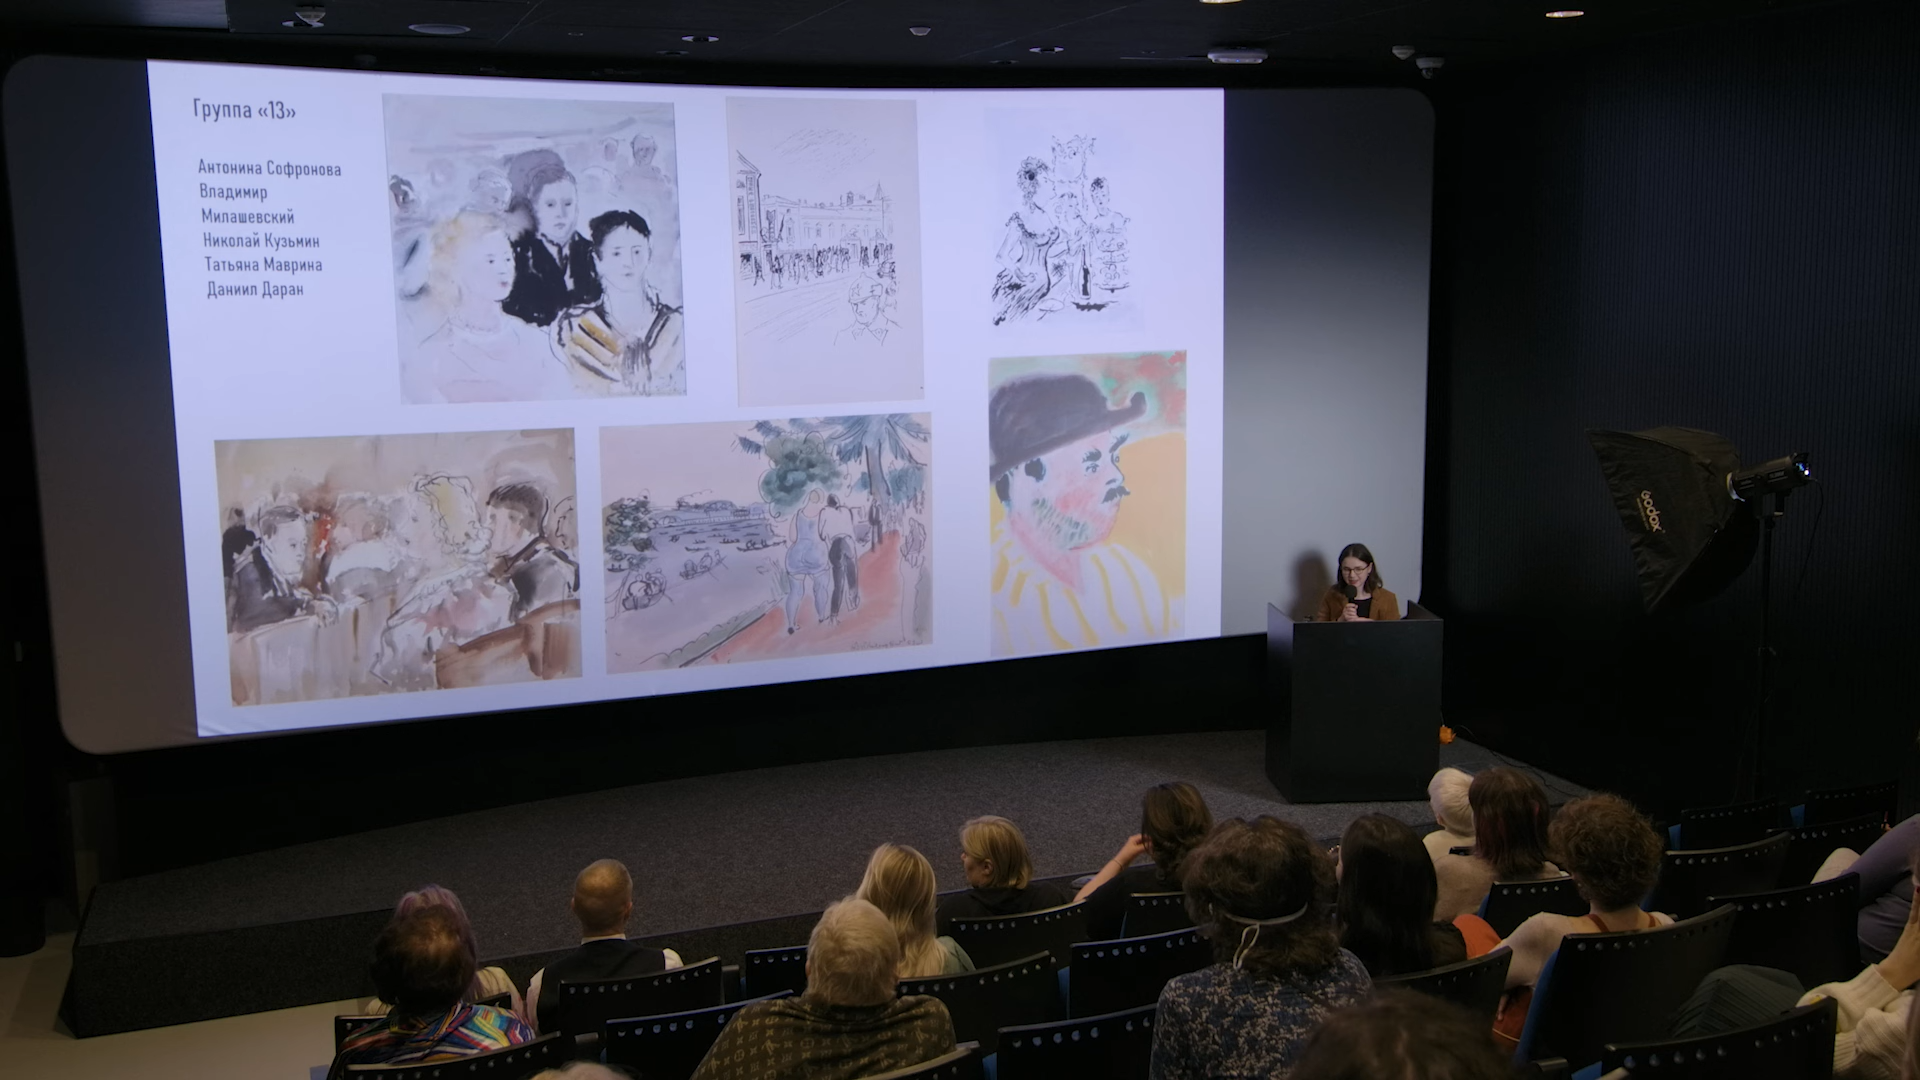 Группа «13»
Антонина Софронова
Владимир
Милашевский
Николай Кузьмин
Татьяна Маврина
Даниил Даран
Godox